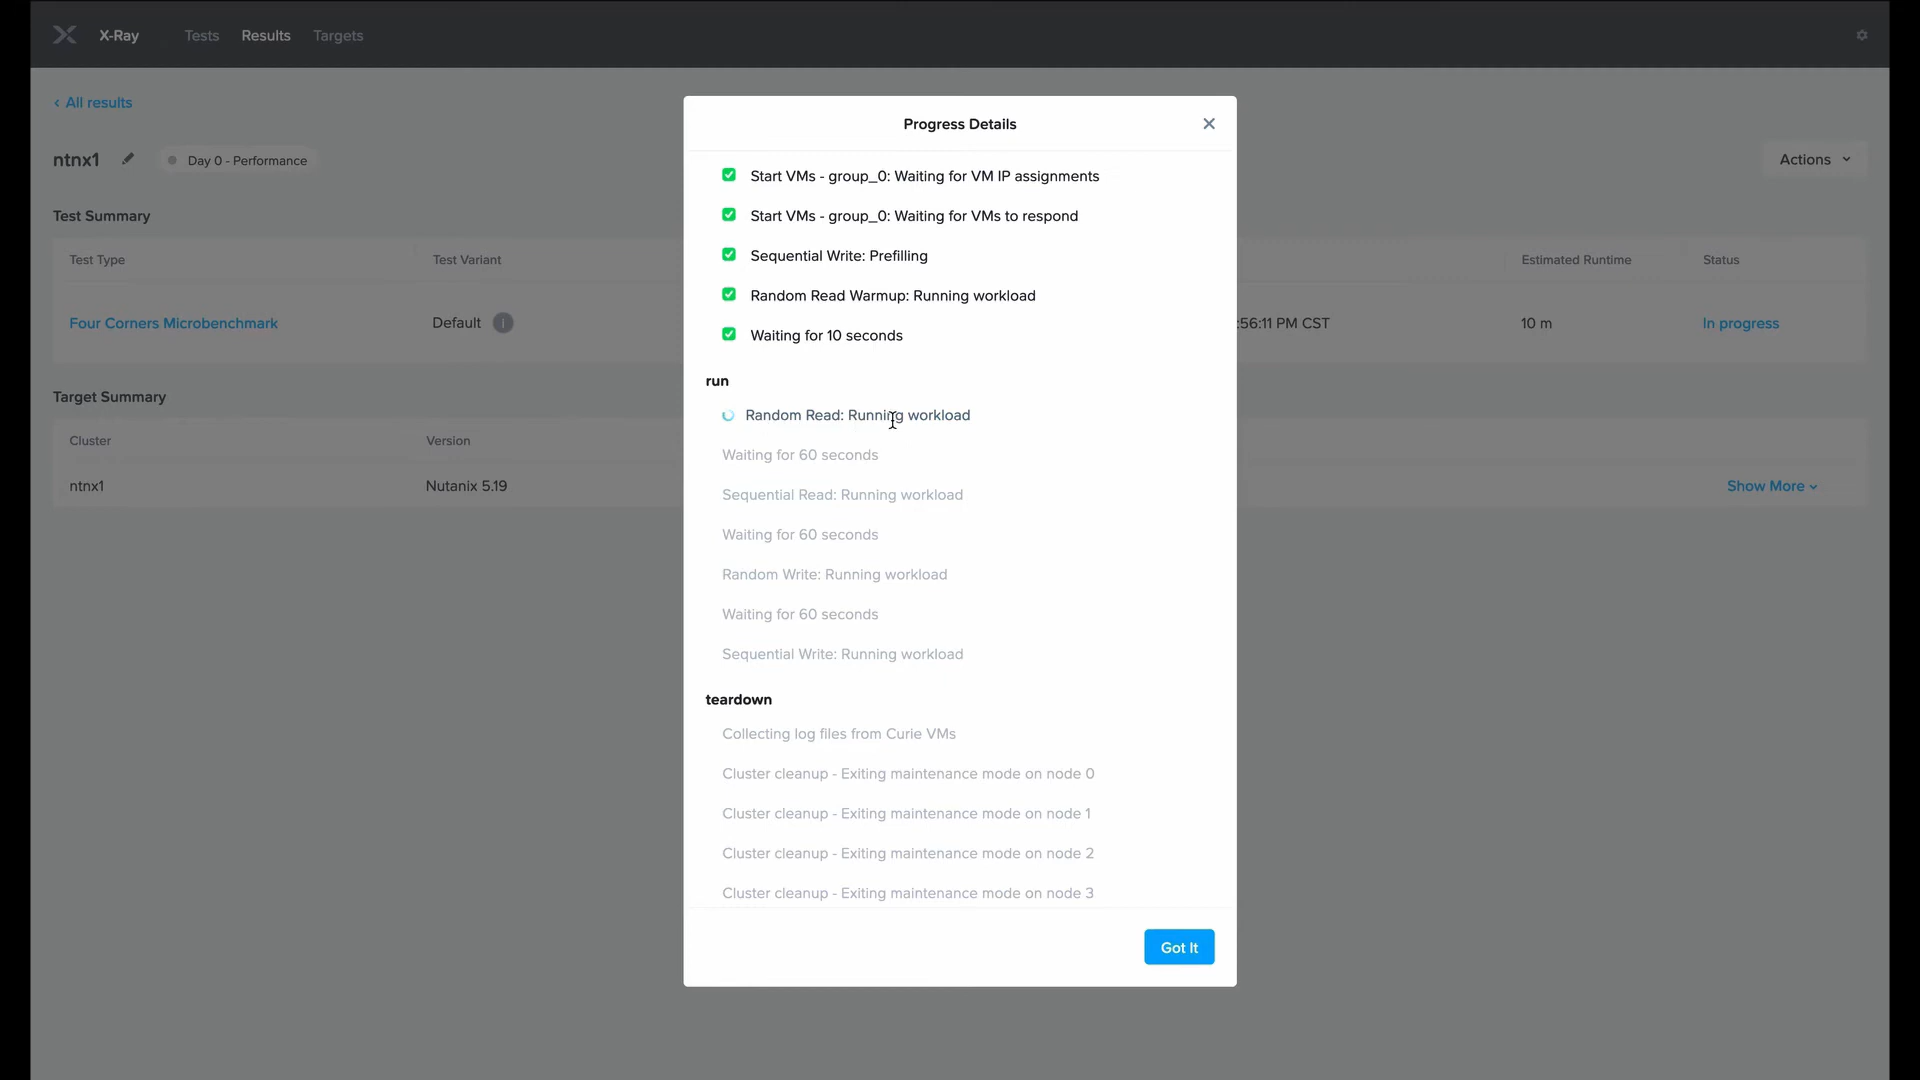 X-Ray Tests Results Targets
‹ All results
ntnx1 Day 0 - Performance Actions
Test Summary
Test Type Test Variant Estimated Runtime Status
Four Corners Microbenchmark Default :56:11 PM CST 10 m In progress
Target Summary
Cluster Version
ntnx1 Nutanix 5.19 Show More
Progress Details
Start VMs - group_0: Waiting for VM IP assignments
Start VMs - group_0: Waiting for VMs to respond
Sequential Write: Prefilling
Random Read Warmup: Running workload
Waiting for 10 seconds
run
Random Read: Running workload
Waiting for 60 seconds
Sequential Read: Running workload
Waiting for 60 seconds
Random Write: Running workload
Waiting for 60 seconds
Sequential Write: Running workload
teardown
Collecting log files from Curie VMs
Cluster cleanup - Exiting maintenance mode on node 0
Cluster cleanup - Exiting maintenance mode on node 1
Cluster cleanup - Exiting maintenance mode on node 2
Cluster cleanup - Exiting maintenance mode on node 3
Got It